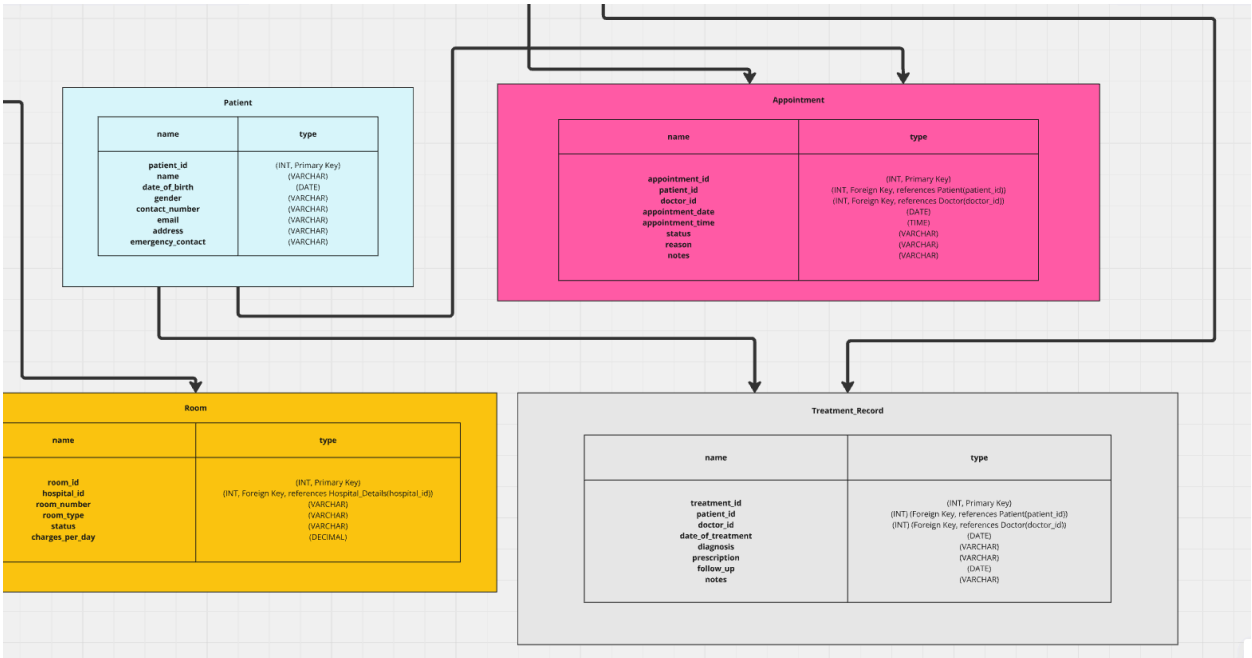 Patient
name type
patient_id (INT, Primary Key)
name (VARCHAR)
date_of_birth (DATE)
gender (VARCHAR)
contact_number (VARCHAR)
email (VARCHAR)
address (VARCHAR)
emergency_contact (VARCHAR)
Appointment
name type
appointment_id (INT, Primary Key)
patient_id (INT, Foreign Key, references Patient(patient_id))
doctor_id (INT, Foreign Key, references Doctor(doctor_id))
appointment_date (DATE)
appointment_time (TIME)
status (VARCHAR)
reason (VARCHAR)
notes (VARCHAR)
Room
name type
room_id (INT, Primary Key)
hospital_id (INT, Foreign Key, references Hospital_Details(hospital_id))
room_number (VARCHAR)
room_type (VARCHAR)
status (VARCHAR)
charges_per_day (DECIMAL)
Treatment_Record
name type
treatment_id (INT, Primary Key)
patient_id (INT) (Foreign Key, references Patient(patient_id))
doctor_id (INT) (Foreign Key, references Doctor(doctor_id))
date_of_treatment (DATE)
diagnosis (VARCHAR)
prescription (VARCHAR)
follow_up (DATE)
notes (VARCHAR)